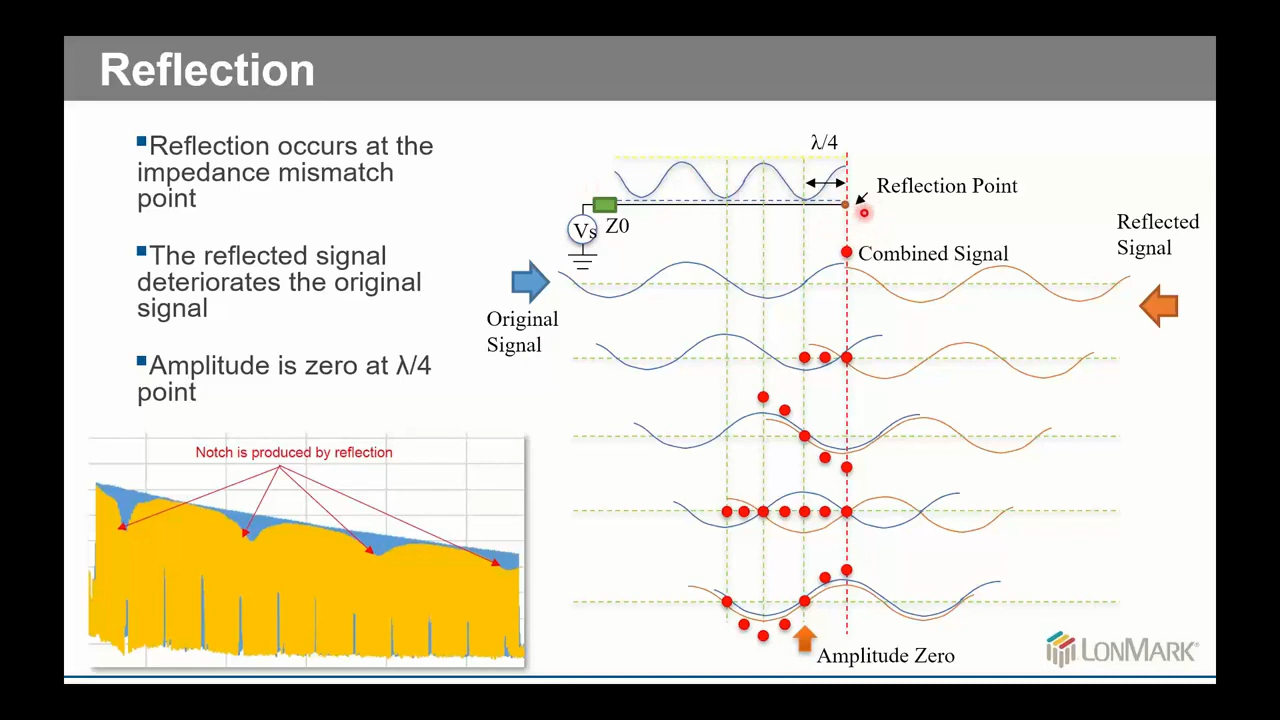 Reflection
Reflection occurs at the
impedance mismatch
point
The reflected signal
deteriorates the original
signal
Amplitude is zero at λ/4
point
Notch is produced by reflection
λ/4
Reflection Point
Vs
Z0
Reflected
Signal
Combined Signal
Original
Signal
Amplitude Zero
LONMARK®